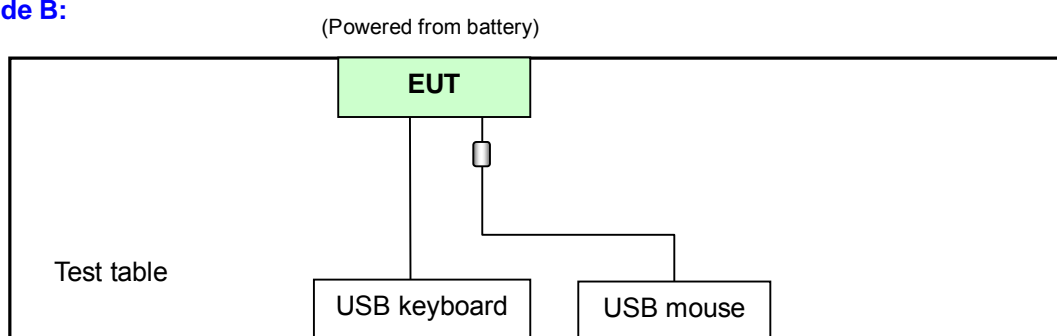 de B:
(Powered from battery)
EUT
Test table
USB keyboard
USB mouse